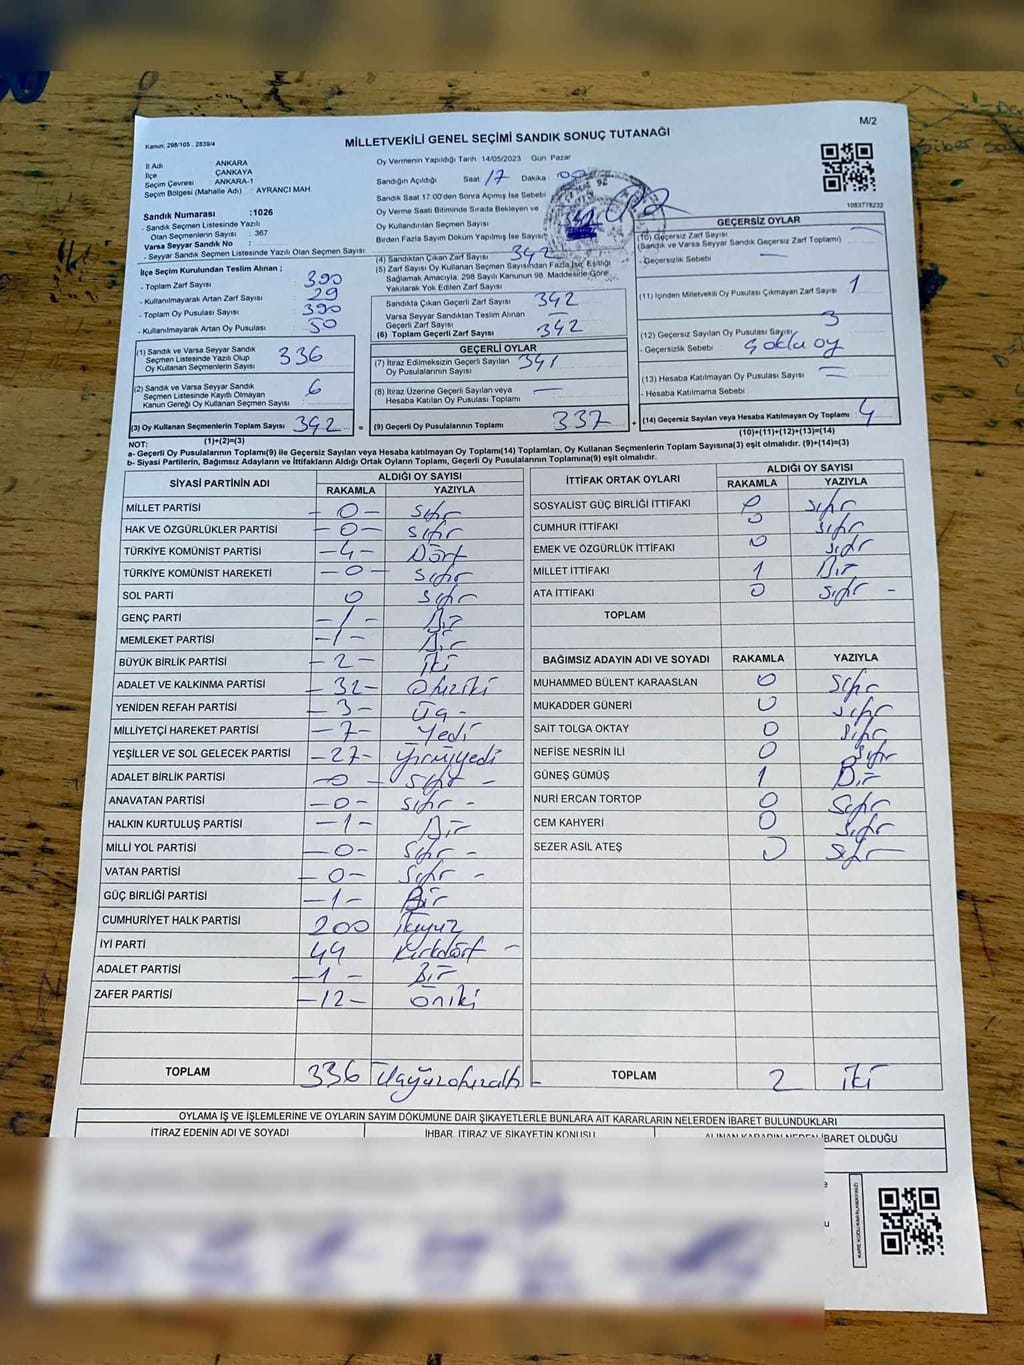 M/2
Kanun, 298/105 , 2839/4
MİLLETVEKİLİ GENEL SEÇİMİ SANDIK SONUÇ TUTANAĞI
İl Adı : ANKARA
İlçe : ÇANKAYA
Seçim Çevresi : ANKARA-1
Seçim Bölgesi (Mahalle Adı) : AYRANCI MAH.
Sandık Numarası :1026
- Sandık Seçmen Listesinde Yazılı
Olan Seçmenlerin Sayısı : 367
Varsa Seyyar Sandık No :
- Seyyar Sandık Seçmen Listesinde Yazılı Olan Seçmen Sayısı
Oy Vermenin Yapıldığı Tarih :14/05/2023 Gün Pazar
Sandığın Açıldığı Saat 17 Dakika 00
Sandık Saat 17:00'den Sonra Açılmış İse Sebebi
Oy Verme Saati Bitiminde Sırada Bekleyen ve
Oy Kullandırılan Seçmen Sayısı
Birden Fazla Sayım Döküm Yapılmış İse Sayısı
1083778232
İlçe Seçim Kurulundan Teslim Alınan ;
- Toplam Zarf Sayısı 390
- Kullanılmayarak Artan Zarf Sayısı 29
- Toplam Oy Pusulası Sayısı 390
- Kullanılmayarak Artan Oy Pusulası 50
(4) Sandıktan Çıkan Zarf Sayısı 342
(5) Zarf Sayısı Oy Kullanan Seçmen Sayısından Fazla İse, Eşitliği
Sağlamak Amacıyla, 298 Sayılı Kanunun 98. Maddesine Göre
Yakılarak Yok Edilen Zarf Sayısı
Sandıkta Çıkan Geçerli Zarf Sayısı 342
Varsa Seyyar Sandıktan Teslim Alınan
Geçerli Zarf Sayısı —
(6) Toplam Geçerli Zarf Sayısı 342
GEÇERSİZ OYLAR
(10) Geçersiz Zarf Sayısı —
(Sandık ve Varsa Seyyar Sandık Geçersiz Zarf Toplamı)
- Geçersizlik Sebebi —
(11) İçinden Milletvekili Oy Pusulası Çıkmayan Zarf Sayısı 1
(12) Geçersiz Sayılan Oy Pusulası Sayısı 3
- Geçersizlik Sebebi çoklu oy
(13) Hesaba Katılmayan Oy Pusulası Sayısı —
- Hesaba Katılmama Sebebi —
(14) Geçersiz Sayılan veya Hesaba Katılmayan Oy Toplamı 4
(10)+(11)+(12)+(13)=(14)
(1) Sandık ve Varsa Seyyar Sandık
Seçmen Listesinde Yazılı Olup
Oy Kullanan Seçmenlerin Sayısı 336
(2) Sandık ve Varsa Seyyar Sandık
Seçmen Listesinde Kayıtlı Olmayan
Kanun Gereği Oy Kullanan Seçmen Sayısı 6
(3) Oy Kullanan Seçmenlerin Toplam Sayısı 342
(1)+(2)=(3)
GEÇERLİ OYLAR
(7) İtiraz Edilmeksizin Geçerli Sayılan
Oy Pusulasının Sayısı 341
(8) İtiraz Üzerine Geçerli Sayılan veya
Hesaba Katılan Oy Pusulası Toplamı —
(9) Geçerli Oy Pusulalarının Toplamı 337
NOT:
a- Geçerli Oy Pusulasının Toplamı(9) ile Geçersiz Sayılan veya Hesaba katılmayan Oy Toplamı(14) Toplamları, Oy Kullanan Seçmenlerin Toplam Sayısına(3) eşit olmalıdır. (9)+(14)=(3)
b- Siyasi Partilerin, Bağımsız Adayların ve İttifakların Aldığı Ortak Oyların Toplamı, Geçerli Oy Pusulalarının Toplamına(9) eşit olmalıdır.
SİYASİ PARTİNİN ADI ALDIĞI OY SAYISI
RAKAMLA YAZIYLA
MİLLET PARTİSİ -0- sıfır
HAK VE ÖZGÜRLÜKLER PARTİSİ -0- sıfır
TÜRKİYE KOMÜNİST PARTİSİ -4- Dört
TÜRKİYE KOMÜNİST HAREKETİ -0- sıfır
SOL PARTİ 0 sıfır
GENÇ PARTİ -1- Bir
MEMLEKET PARTİSİ -1- Bir
BÜYÜK BİRLİK PARTİSİ -2- iki
ADALET VE KALKINMA PARTİSİ -32- Otuziki
YENİDEN REFAH PARTİSİ -3- Üç -
MİLLİYETÇİ HAREKET PARTİSİ -7- Yedi
YEŞİLLER VE SOL GELECEK PARTİSİ -27- Yirmiyedi
ADALET BİRLİK PARTİSİ -0- Sıfır -
ANAVATAN PARTİSİ -0- sıfır -
HALKIN KURTULUŞ PARTİSİ -1- Bir
MİLLİ YOL PARTİSİ -0- Sıfır -
VATAN PARTİSİ -0- Sıfır -
GÜÇ BİRLİĞİ PARTİSİ -1- Bir
CUMHURİYET HALK PARTİSİ 200 İkiyüz
İYİ PARTİ 44 Kırkdört -
ADALET PARTİSİ -1- Bir
ZAFER PARTİSİ -12- Oniki
TOPLAM 336 Üçyüzotuzaltı -
İTTİFAK ORTAK OYLARI ALDIĞI OY SAYISI
RAKAMLA YAZIYLA
SOSYALİST GÜÇ BİRLİĞİ İTTİFAKI 0 sıfır
CUMHUR İTTİFAKI 0 sıfır
EMEK VE ÖZGÜRLÜK İTTİFAKI 0 sıfır
MİLLET İTTİFAKI 1 Bir
ATA İTTİFAKI 0 sıfır -
TOPLAM
BAĞIMSIZ ADAYIN ADI VE SOYADI RAKAMLA YAZIYLA
MUHAMMED BÜLENT KARAASLAN 0 Sıfır
MUKADDER GÜNERİ 0 sıfır
SAİT TOLGA OKTAY 0 sıfır
NEFİSE NESRİN İLİ 0 sıfır
GÜNEŞ GÜMÜŞ 1 Bir
NURİ ERCAN TORTOP 0 Sıfır
CEM KAHYERİ 0 Sıfır
SEZER ASİL ATEŞ 0 Sıfır
TOPLAM 2 iki
OYLAMA İŞ VE İŞLEMLERİNE VE OYLARIN SAYIM DÖKÜMÜNE DAİR ŞİKAYETLERLE BUNLARA AİT KARARLARIN NELERDEN İBARET BULUNDUKLARI
İTİRAZ EDENİN ADI VE SOYADI İHBAR, İTİRAZ VE ŞİKAYETİN KONUSU ALINAN KARARIN NEDEN İBARET OLDUĞU